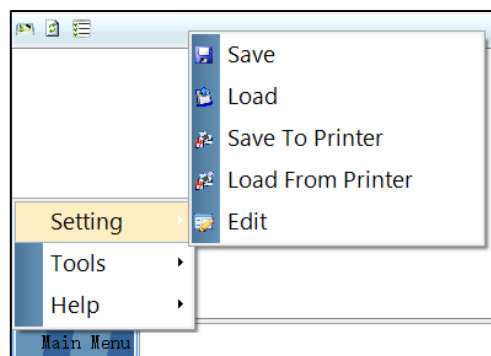 Save
Load
Save To Printer
Load From Printer
Edit
Setting
Tools
Help
Main Menu